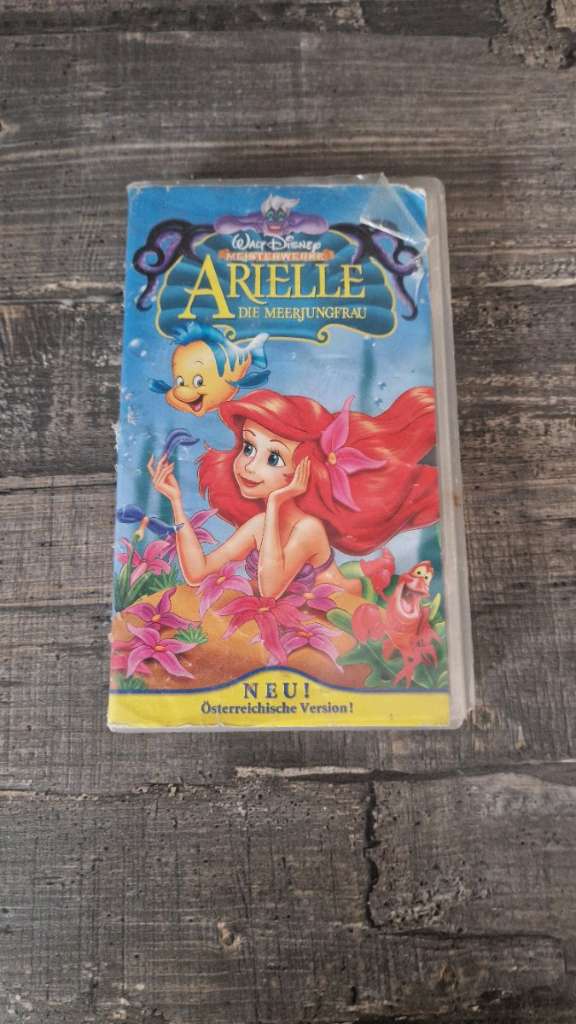 WALT DISNEY
MEISTERWERKE
ARIELLE
DIE MEERJUNGFRAU
NEU!
Österreichische Version!